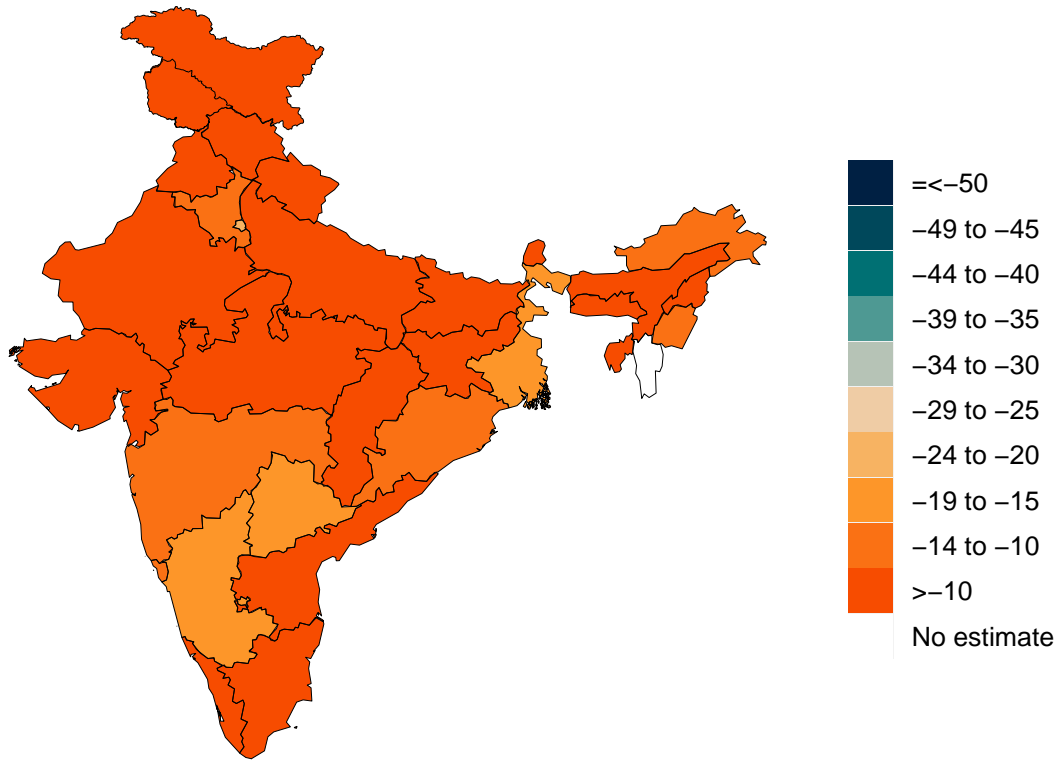 =<−50
−49 to −45
−44 to −40
−39 to −35
−34 to −30
−29 to −25
−24 to −20
−19 to −15
−14 to −10
>−10
No estimate